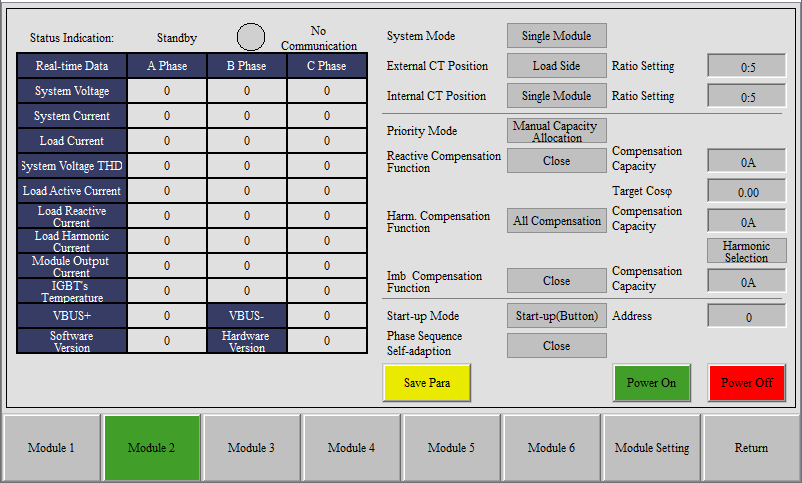 Status Indication: Standby No
Communication
Real-time Data A Phase B Phase C Phase
System Voltage 0 0 0
System Current 0 0 0
Load Current 0 0 0
System Voltage THD 0 0 0
Load Active Current 0 0 0
Load Reactive
Current 0 0 0
Load Harmonic
Current 0 0 0
Module Output
Current 0 0 0
IGBT's
Temperature 0 0 0
VBUS+ 0 VBUS- 0
Software
Version 0 Hardware
Version 0
System Mode Single Module
External CT Position Load Side Ratio Setting 0:5
Internal CT Position Single Module Ratio Setting 0:5
Priority Mode Manual Capacity
Allocation
Reactive Compensation
Function Close Compensation
Capacity 0A
Target Cosφ 0.00
Harm. Compensation
Function All Compensation Compensation
Capacity 0A
Harmonic
Selection
Imb Compensation
Function Close Compensation
Capacity 0A
Start-up Mode Start-up(Button) Address 0
Phase Sequence
Self-adaption Close
Save Para Power On Power Off
Module 1 Module 2 Module 3 Module 4 Module 5 Module 6 Module Setting Return